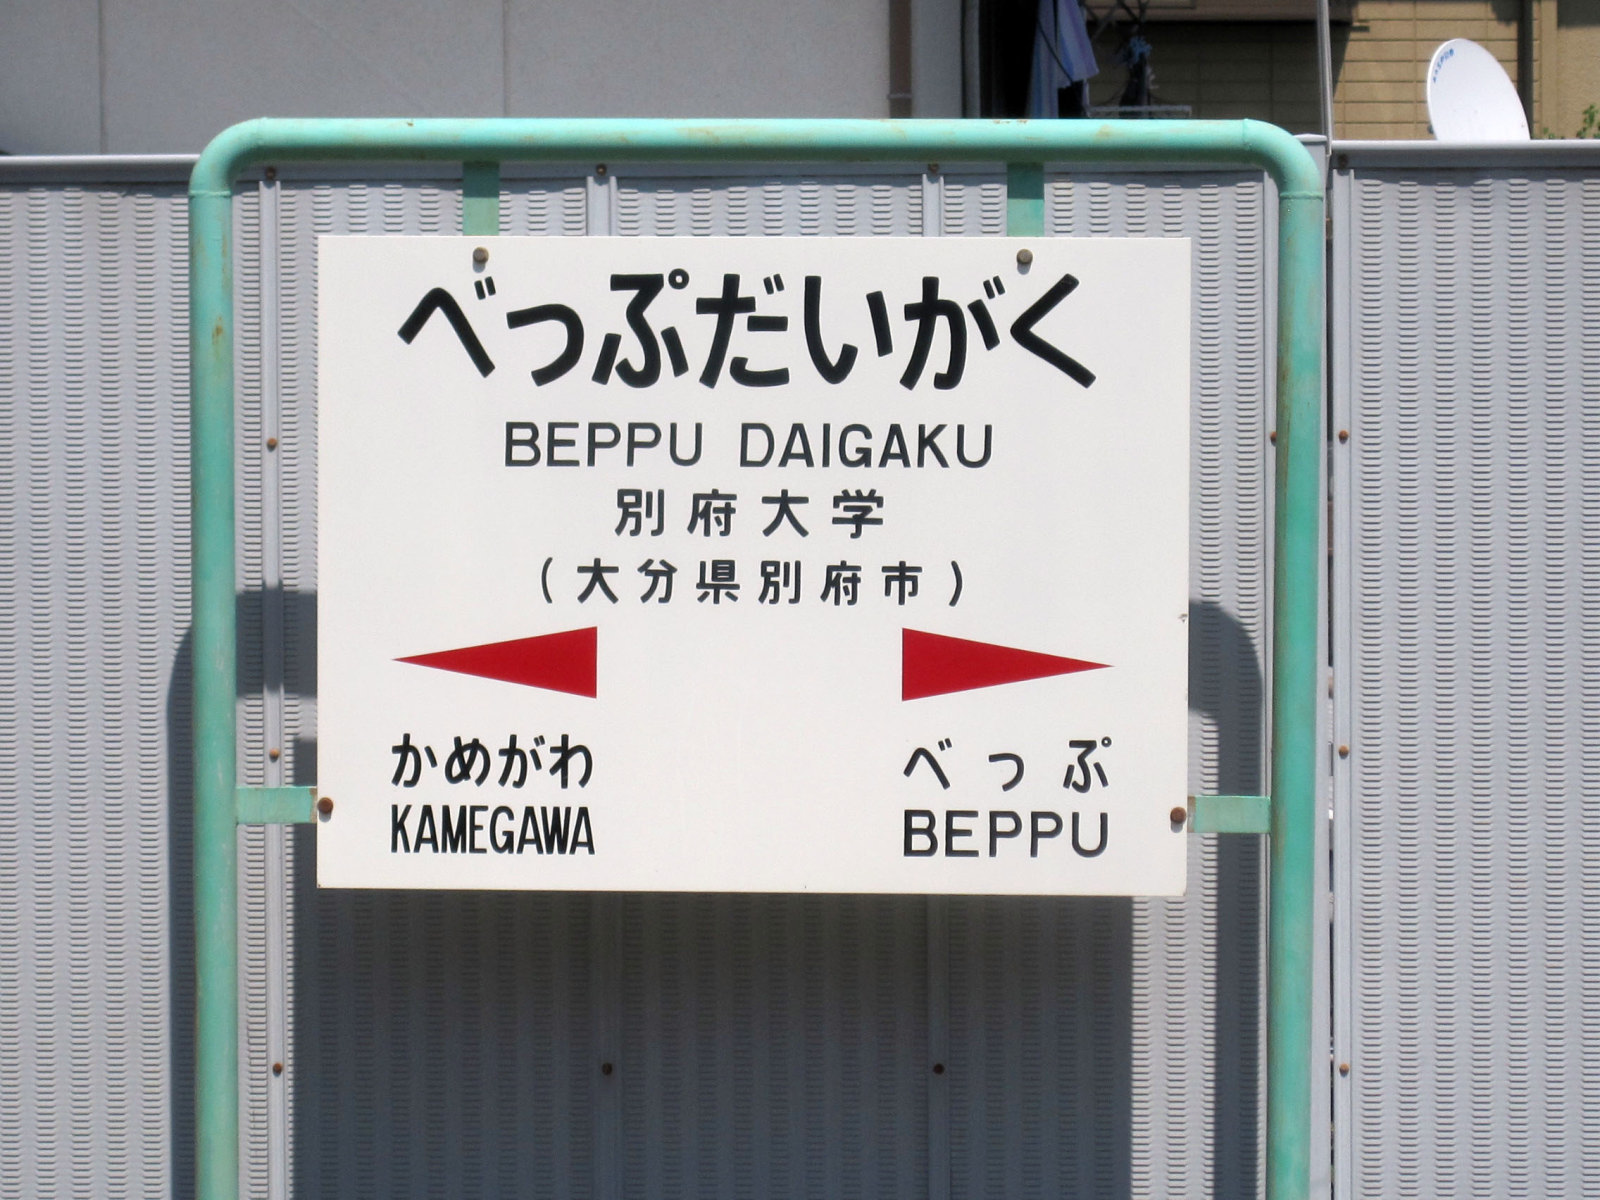 べっぷだいがく
BEPPU DAIGAKU
別府大学
(大分県別府市)
かめがわ べっぷ
KAMEGAWA BEPPU